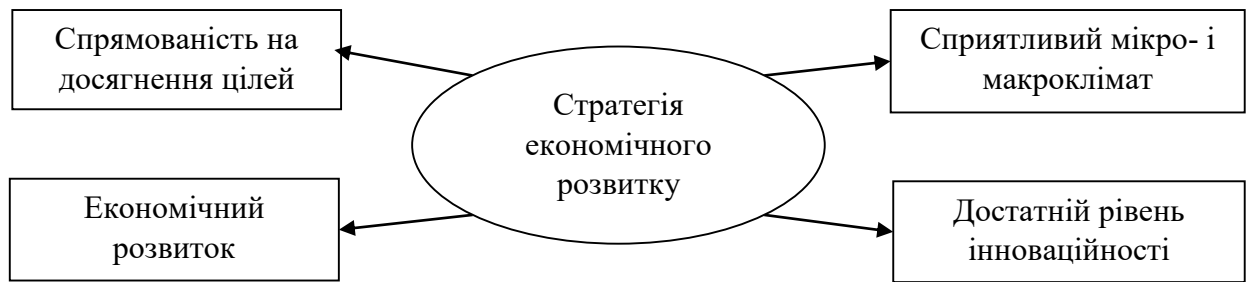 Спрямованість на
досягнення цілей
Сприятливий мікро- і
макроклімат
Стратегія
економічного
розвитку
Економічний
розвиток
Достатній рівень
інноваційності